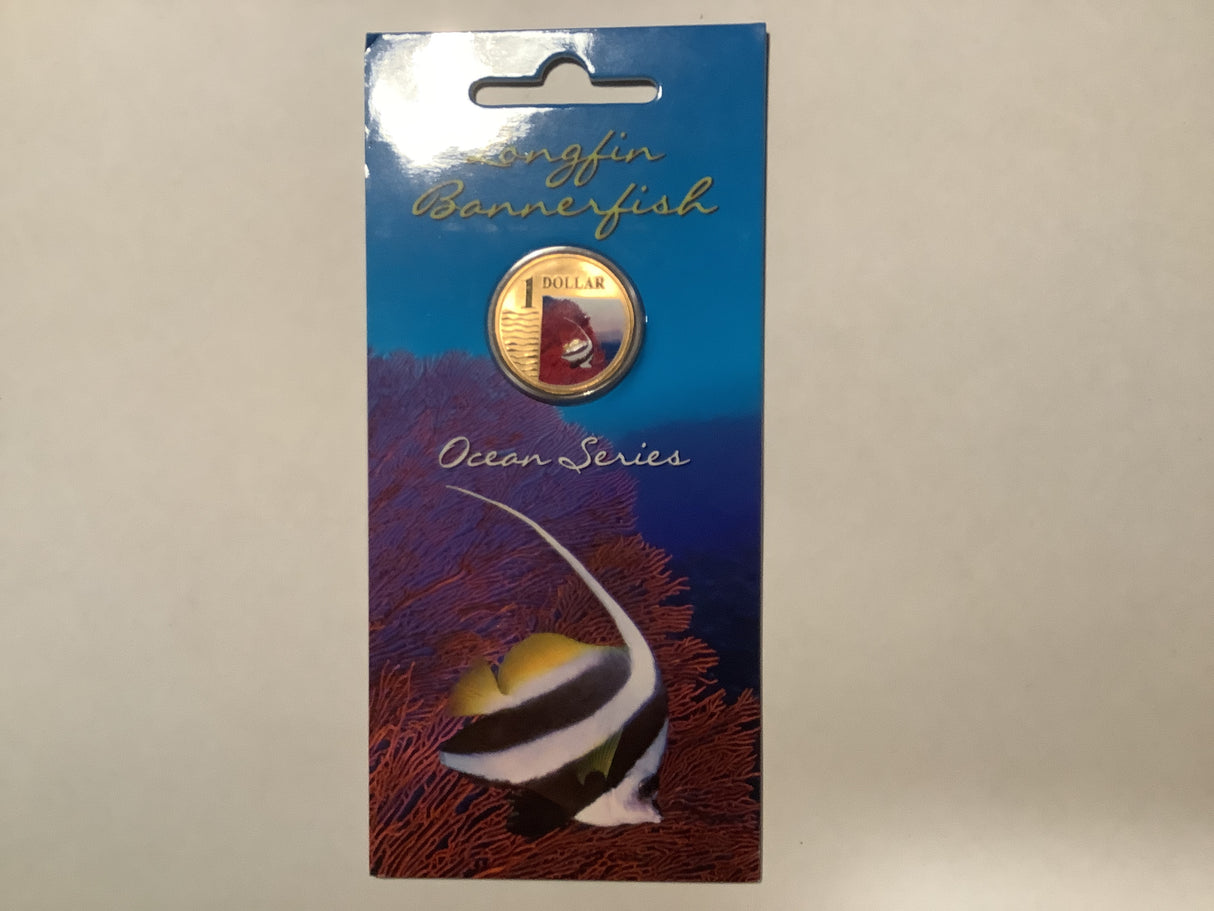 Longfin
Bannerfish
1 DOLLAR
Ocean Series